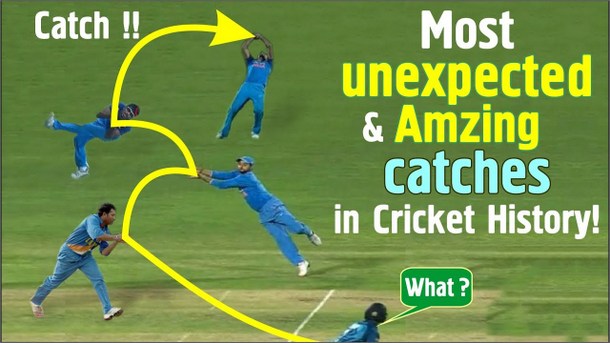 Catch !!
Most
unexpected
& Amzing
catches
in Cricket History!
What ?